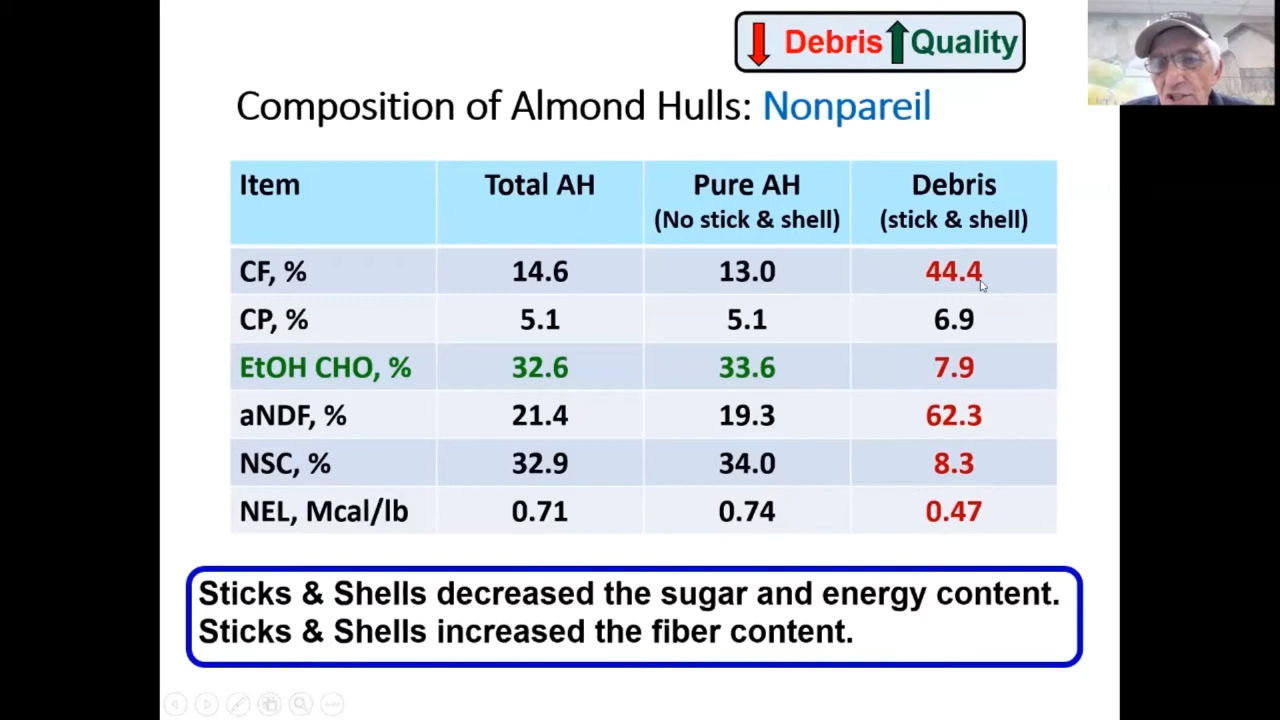 Debris Quality
Composition of Almond Hulls: Nonpareil
Item Total AH Pure AH (No stick & shell) Debris (stick & shell)
CF, % 14.6 13.0 44.4
CP, % 5.1 5.1 6.9
EtOH CHO, % 32.6 33.6 7.9
aNDF, % 21.4 19.3 62.3
NSC, % 32.9 34.0 8.3
NEL, Mcal/lb 0.71 0.74 0.47
Sticks & Shells decreased the sugar and energy content.
Sticks & Shells increased the fiber content.